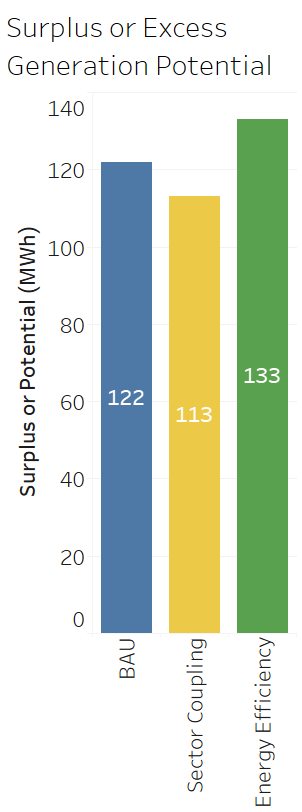 Surplus or Excess
Generation Potential
Surplus or Potential (MWh)
140
120
100
80
60
40
20
0
122
113
133
BAU
Sector Coupling
Energy Efficiency